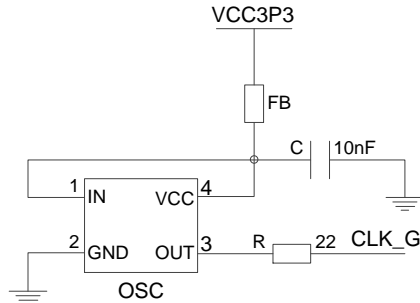 VCC3P3
FB
C 10nF
1 IN VCC 4
2 GND OUT 3 R 22 CLK_G
OSC